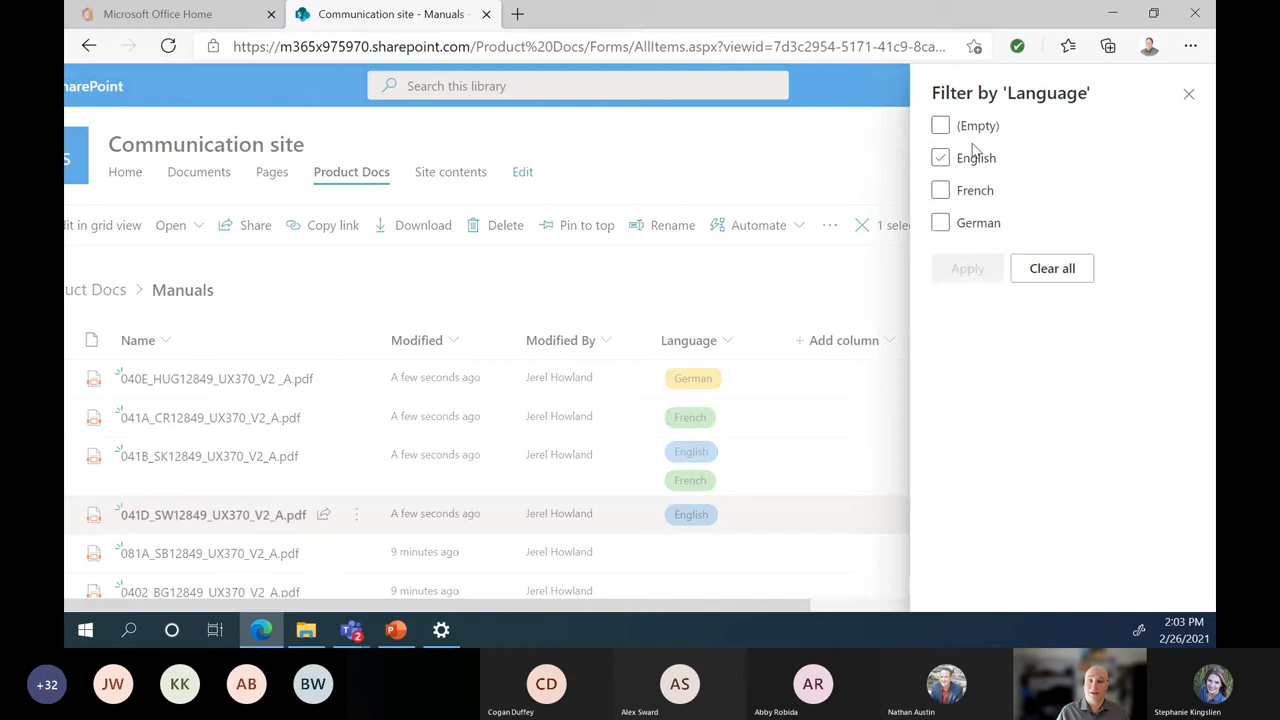 Microsoft Office Home
Communication site - Manuals -
https://m365x975970.sharepoint.com/Product%20Docs/Forms/AllItems.aspx?viewid=7d3c2954-5171-41c9-8ca...
harePoint
Search this library
Filter by 'Language'
(Empty)
English
French
German
Apply
Clear all
s
Communication site
Home
Documents
Pages
Product Docs
Site contents
Edit
dit in grid view
Open
Share
Copy link
Download
Delete
Pin to top
Rename
Automate
1 sele
uct Docs > Manuals
Name
Modified
Modified By
Language
+ Add column
040E_HUG12849_UX370_V2 _A.pdf
A few seconds ago
Jerel Howland
German
041A_CR12849_UX370_V2_A.pdf
A few seconds ago
Jerel Howland
French
041B_SK12849_UX370_V2_A.pdf
A few seconds ago
Jerel Howland
English
French
041D_SW12849_UX370_V2_A.pdf
A few seconds ago
Jerel Howland
English
081A_SB12849_UX370_V2_A.pdf
9 minutes ago
Jerel Howland
0402_BG12849_UX370_V2_A.pdf
9 minutes ago
Jerel Howland
2
2:03 PM
2/26/2021
+32
JW
KK
AB
BW
CD
Cogan Duffey
AS
Alex Sward
AR
Abby Robida
Nathan Austin
Stephanie Kingslien